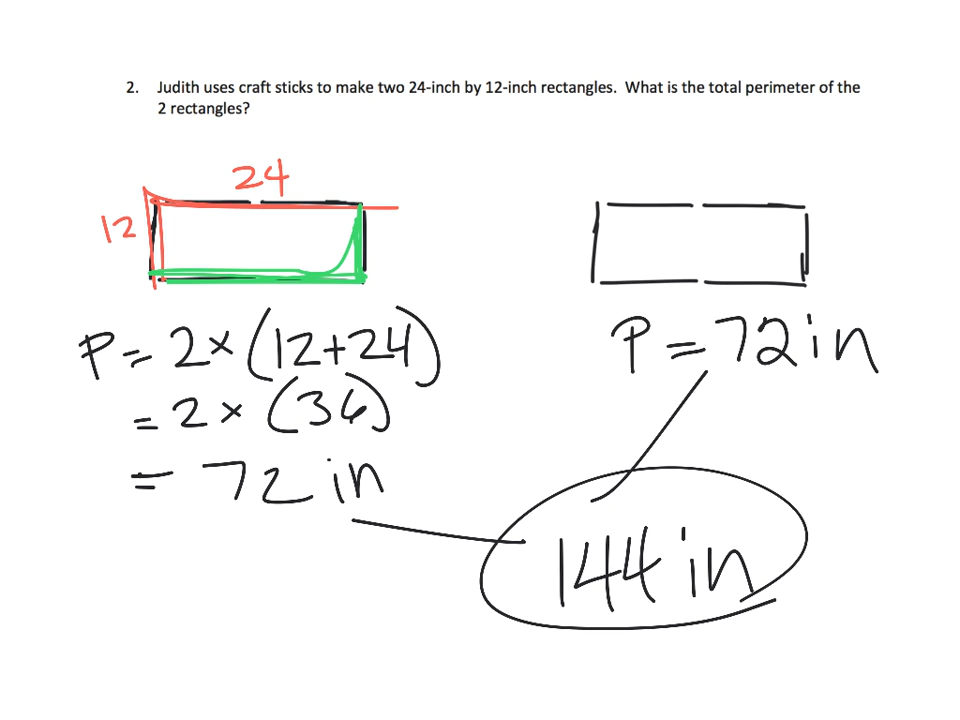 2. Judith uses craft sticks to make two 24-inch by 12-inch rectangles. What is the total perimeter of the
2 rectangles?
24
12
P = 2 × (12+24)
= 2 × (36)
= 72 in
P = 72 in
144 in